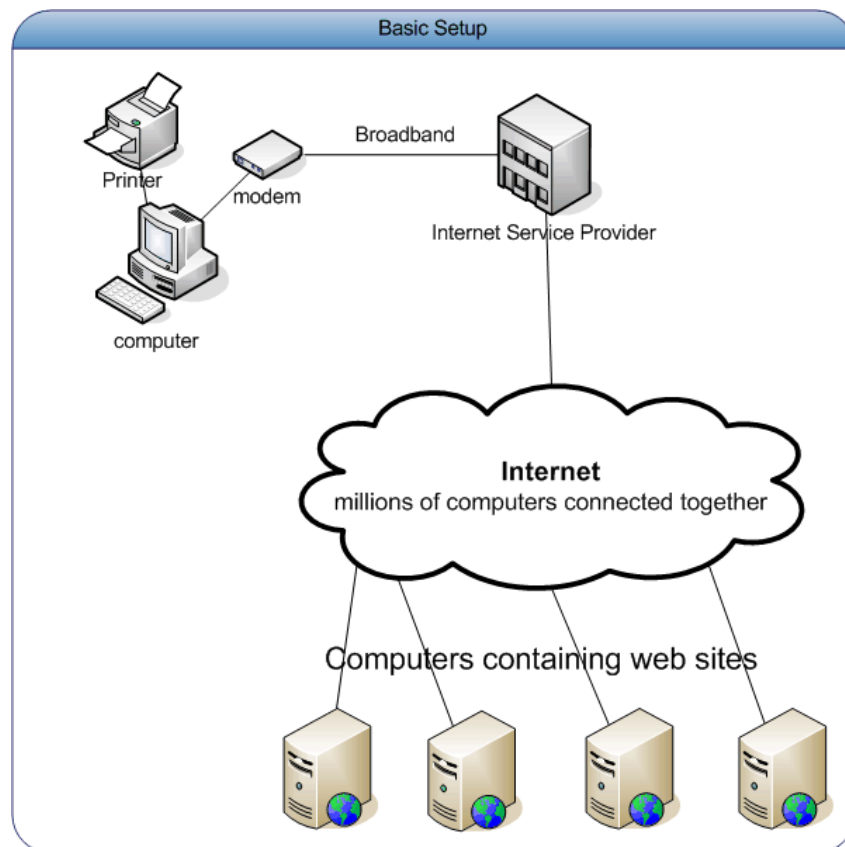 Basic Setup
Broadband
Printer
modem
Internet Service Provider
computer
Internet
millions of computers connected together
Computers containing web sites